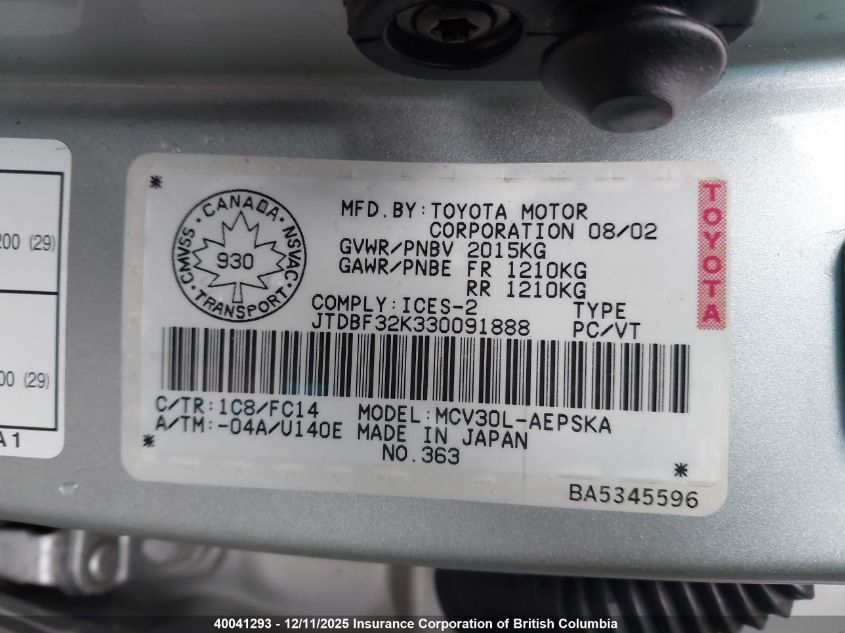 200 (29)
00 (29)
A1
* CANADA
CMVSS · NSVAC
930
TRANSPORT
MFD. BY: TOYOTA MOTOR
CORPORATION 08/02
GVWR/PNBV 2015KG
GAWR/PNBE FR 1210KG
RR 1210KG
COMPLY: ICES-2 TYPE
JTDBF32K330091888 PC/VT
TOYOTA
C/TR: 1C8/FC14 MODEL: MCV30L-AEPSKA
A/TM: -04A/U140E MADE IN JAPAN
* NO. 363 *
BA5345596
40041293 - 12/11/2025 Insurance Corporation of British Columbia